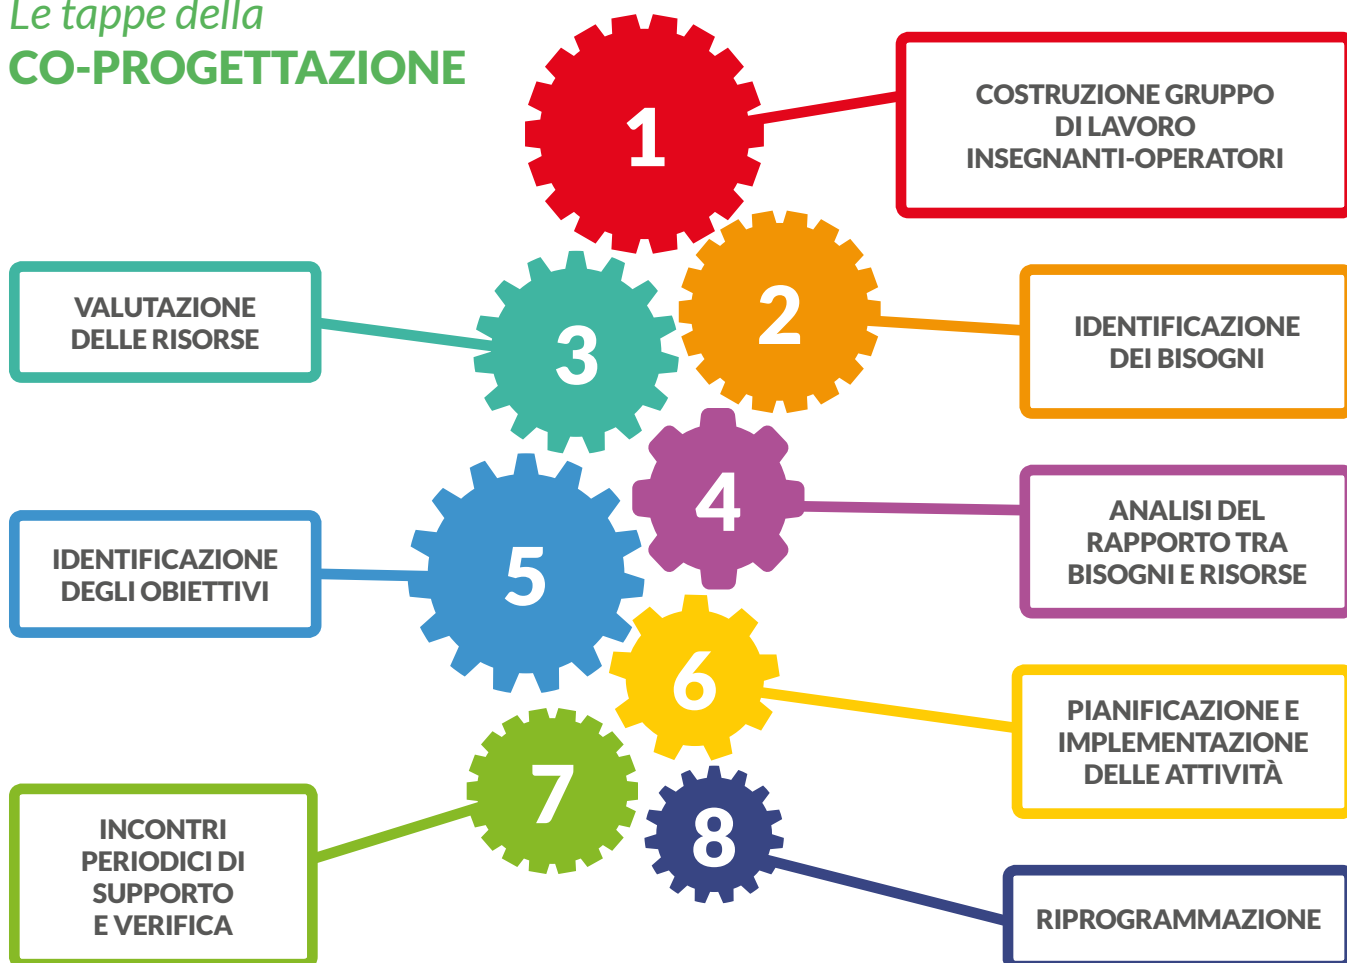 Le tappe della
CO-PROGETTAZIONE
1
COSTRUZIONE GRUPPO
DI LAVORO
INSEGNANTI-OPERATORI
2
IDENTIFICAZIONE
DEI BISOGNI
3
VALUTAZIONE
DELLE RISORSE
4
ANALISI DEL
RAPPORTO TRA
BISOGNI E RISORSE
5
IDENTIFICAZIONE
DEGLI OBIETTIVI
6
PIANIFICAZIONE E
IMPLEMENTAZIONE
DELLE ATTIVITÀ
7
INCONTRI
PERIODICI DI
SUPPORTO
E VERIFICA
8
RIPROGRAMMAZIONE